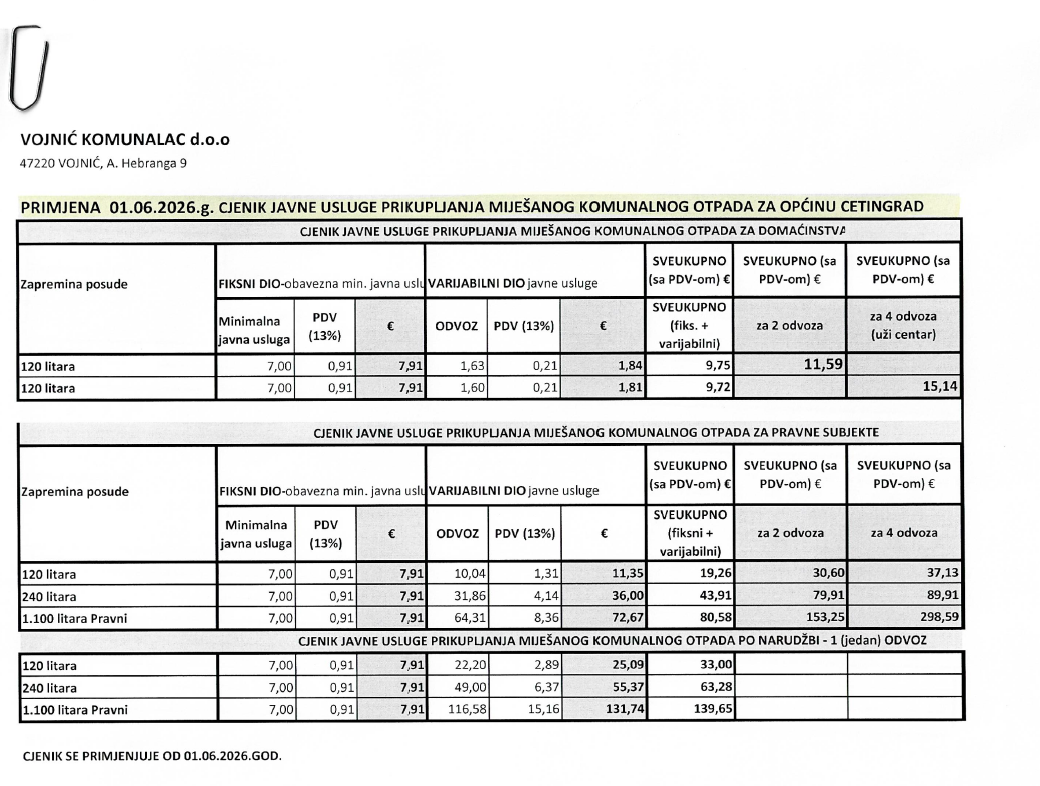 VOJNIĆ KOMUNALAC d.o.o
47220 VOJNIĆ, A. Hebranga 9
PRIMJENA 01.06.2026.g. CJENIK JAVNE USLUGE PRIKUPLJANJA MIJEŠANOG KOMUNALNOG OTPADA ZA OPĆINU CETINGRAD
CJENIK JAVNE USLUGE PRIKUPLJANJA MIJEŠANOG KOMUNALNOG OTPADA ZA DOMAĆINSTVA
Zapremina posude FIKSNI DIO-obavezna min. javna uslu VARIJABILNI DIO javne usluge SVEUKUPNO (sa PDV-om) € SVEUKUPNO (sa PDV-om) € SVEUKUPNO (sa PDV-om) €
Minimalna javna usluga PDV (13%) € ODVOZ PDV (13%) € SVEUKUPNO (fiks. + varijabilni) za 2 odvoza za 4 odvoza (uži centar)
120 litara 7,00 0,91 7,91 1,63 0,21 1,84 9,75 11,59
120 litara 7,00 0,91 7,91 1,60 0,21 1,81 9,72 15,14
CJENIK JAVNE USLUGE PRIKUPLJANJA MIJEŠANOG KOMUNALNOG OTPADA ZA PRAVNE SUBJEKTE
Zapremina posude FIKSNI DIO-obavezna min. javna uslu VARIJABILNI DIO javne usluge SVEUKUPNO (sa PDV-om) € SVEUKUPNO (sa PDV-om) € SVEUKUPNO (sa PDV-om) €
Minimalna javna usluga PDV (13%) € ODVOZ PDV (13%) € SVEUKUPNO (fiksni + varijabilni) za 2 odvoza za 4 odvoza
120 litara 7,00 0,91 7,91 10,04 1,31 11,35 19,26 30,60 37,13
240 litara 7,00 0,91 7,91 31,86 4,14 36,00 43,91 79,91 89,91
1.100 litara Pravni 7,00 0,91 7,91 64,31 8,36 72,67 80,58 153,25 298,59
CJENIK JAVNE USLUGE PRIKUPLJANJA MIJEŠANOG KOMUNALNOG OTPADA PO NARUDŽBI - 1 (jedan) ODVOZ
120 litara 7,00 0,91 7,91 22,20 2,89 25,09 33,00
240 litara 7,00 0,91 7,91 49,00 6,37 55,37 63,28
1.100 litara Pravni 7,00 0,91 7,91 116,58 15,16 131,74 139,65
CJENIK SE PRIMJENJUJE OD 01.06.2026.GOD.